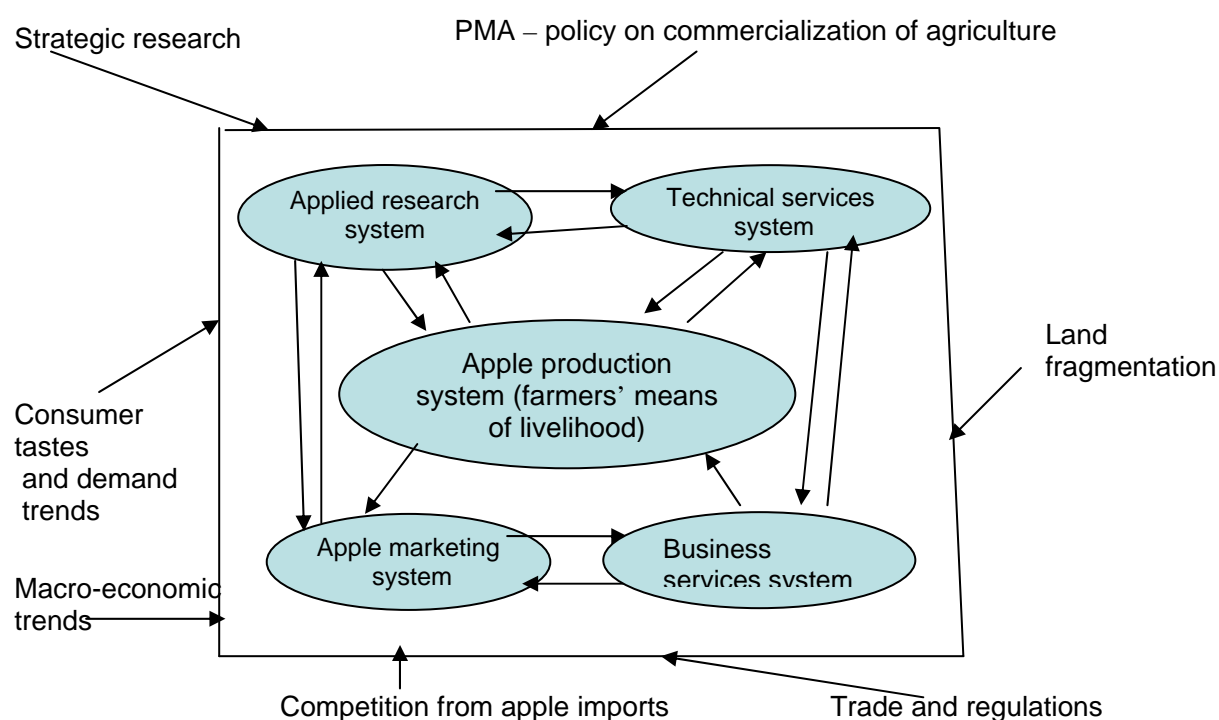 Strategic research
PMA – policy on commercialization of agriculture
Applied research
system
Technical services
system
Apple production
system (farmers’ means
of livelihood)
Land
fragmentation
Consumer
tastes
and demand
trends
Apple marketing
system
Business
services system
Macro-economic
trends
Competition from apple imports
Trade and regulations